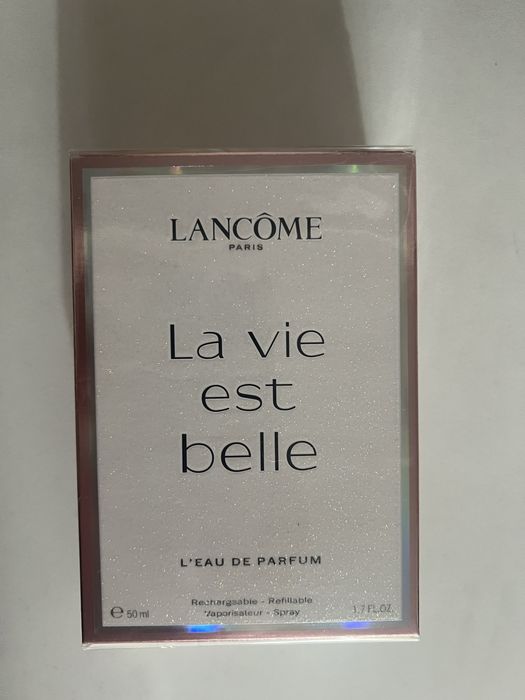 LANCÔME
PARIS
La vie
est
belle
L'EAU DE PARFUM
Rechargeable - Refillable
Vaporisateur - Spray
℮ 50 ml
1.7 FL.OZ.